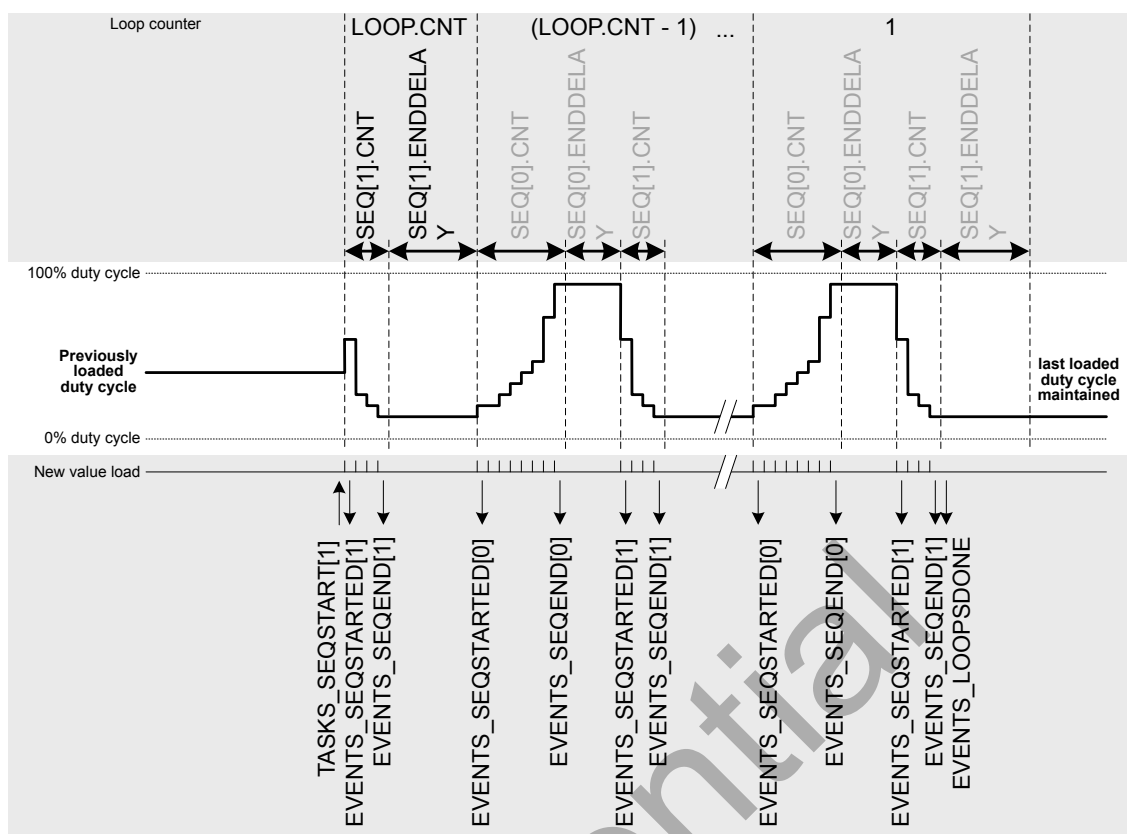 Loop counter
LOOP.CNT
(LOOP.CNT - 1) ...
1
SEQ[1].CNT
SEQ[1].ENDDELA
Y
SEQ[0].CNT
SEQ[0].ENDDELA
Y
SEQ[1].CNT
SEQ[0].CNT
SEQ[0].ENDDELA
Y
SEQ[1].CNT
SEQ[1].ENDDELA
Y
100% duty cycle
Previously
loaded
duty cycle
last loaded
duty cycle
maintained
0% duty cycle
New value load
TASKS_SEQSTART[1]
EVENTS_SEQSTARTED[1]
EVENTS_SEQEND[1]
EVENTS_SEQSTARTED[0]
EVENTS_SEQEND[0]
EVENTS_SEQSTARTED[1]
EVENTS_SEQEND[1]
EVENTS_SEQSTARTED[0]
EVENTS_SEQEND[0]
EVENTS_SEQSTARTED[1]
EVENTS_SEQEND[1]
EVENTS_LOOPSDONE
ential